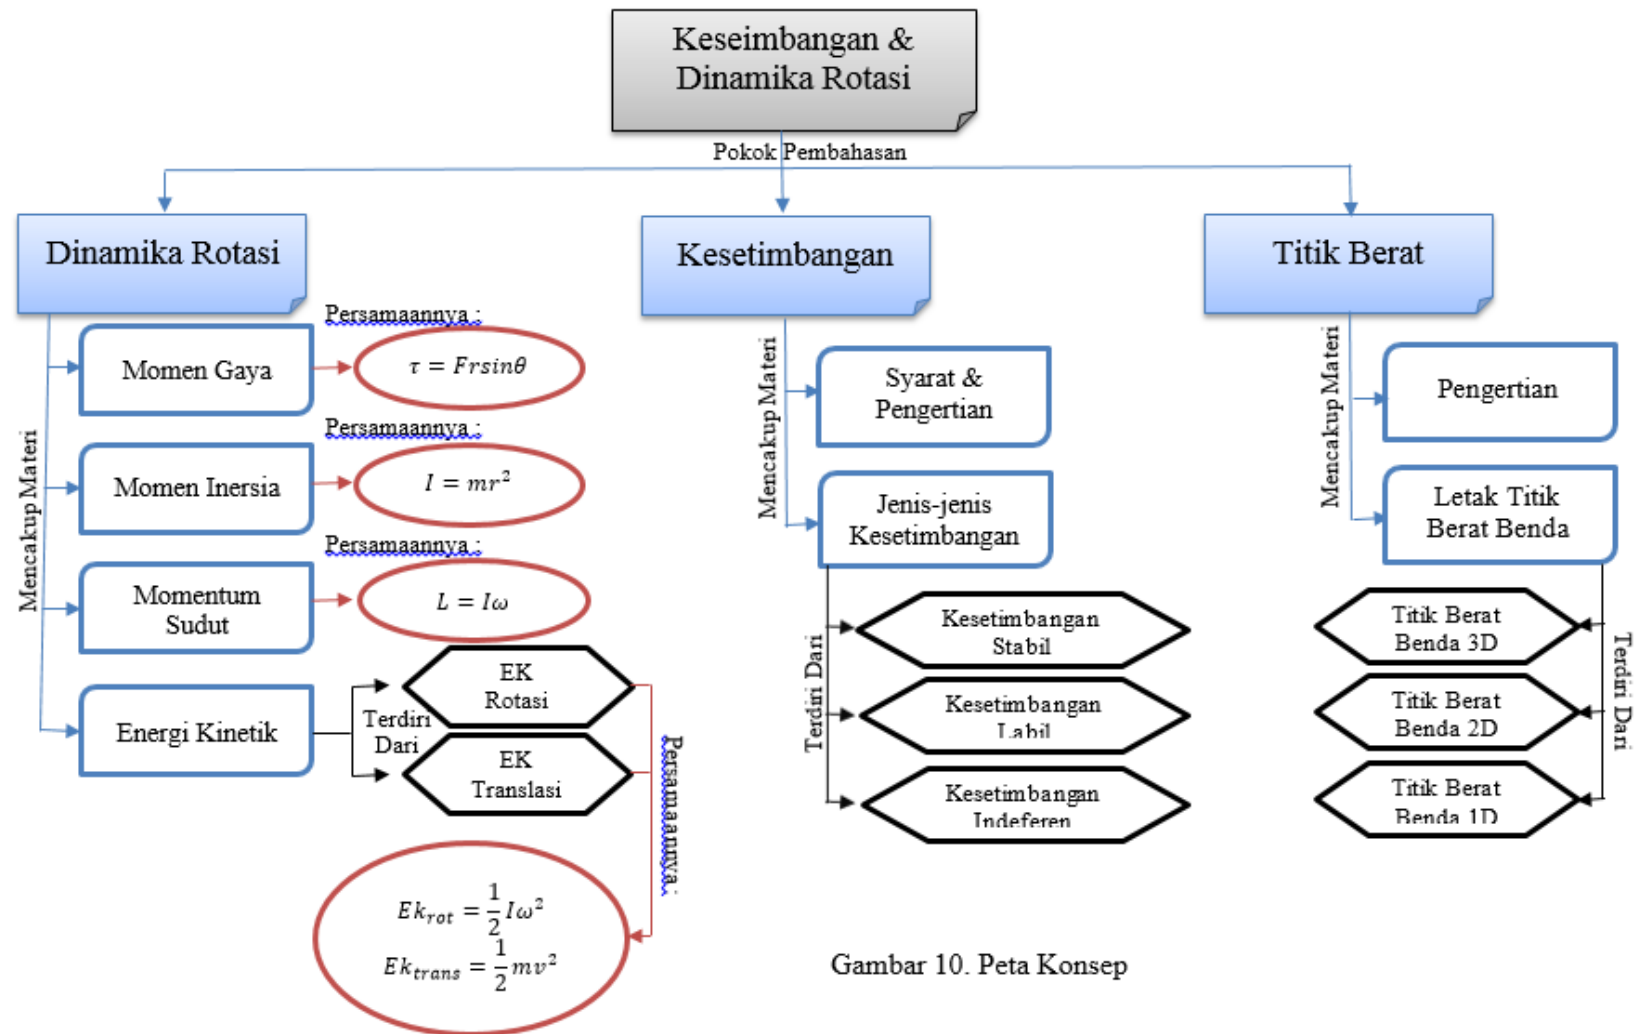 Keseimbangan &
Dinamika Rotasi
Pokok Pembahasan
Dinamika Rotasi
Mencakup Materi
Persamaannya :
Momen Gaya
τ = Frsinθ
Persamaannya :
Momen Inersia
I = mr²
Persamaannya :
Momentum
Sudut
L = Iω
Energi Kinetik
Terdiri
Dari
EK
Rotasi
EK
Translasi
Persamaannya :
Ek_rot = 1/2 Iω²
Ek_trans = 1/2 mv²
Kesetimbangan
Mencakup Materi
Syarat &
Pengertian
Jenis-jenis
Kesetimbangan
Terdiri Dari
Kesetimbangan
Stabil
Kesetimbangan
Labil
Kesetimbangan
Indeferen
Titik Berat
Mencakup Materi
Pengertian
Letak Titik
Berat Benda
Terdiri Dari
Titik Berat
Benda 3D
Titik Berat
Benda 2D
Titik Berat
Benda 1D
Gambar 10. Peta Konsep